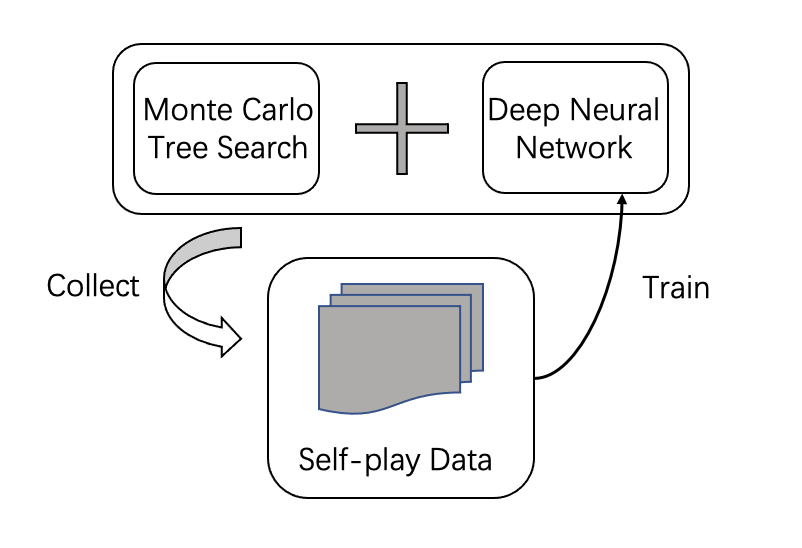 Monte Carlo
Tree Search
Deep Neural
Network
Collect
Train
Self-play Data